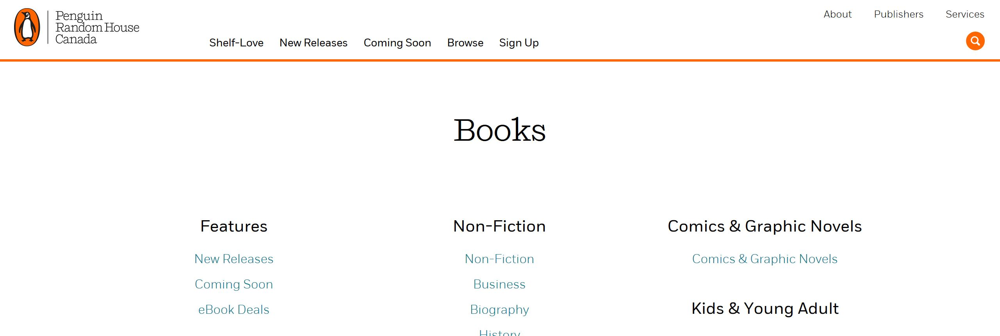 Penguin
Random House
Canada
About Publishers Services
Shelf-Love New Releases Coming Soon Browse Sign Up
Books
Features
New Releases
Coming Soon
eBook Deals
Non-Fiction
Non-Fiction
Business
Biography
History
Comics & Graphic Novels
Comics & Graphic Novels
Kids & Young Adult